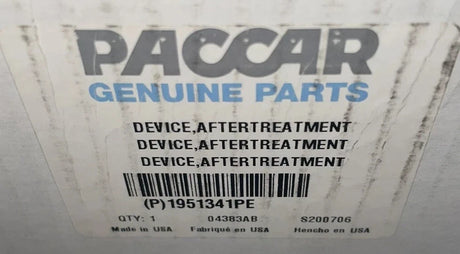 PACCAR
GENUINE PARTS
DEVICE,AFTERTREATMENT
DEVICE,AFTERTREATMENT
DEVICE,AFTERTREATMENT
(P)1951341PE
QTY: 1 04383AB S200706
Made in USA Fabriqué en USA Hencho en USA